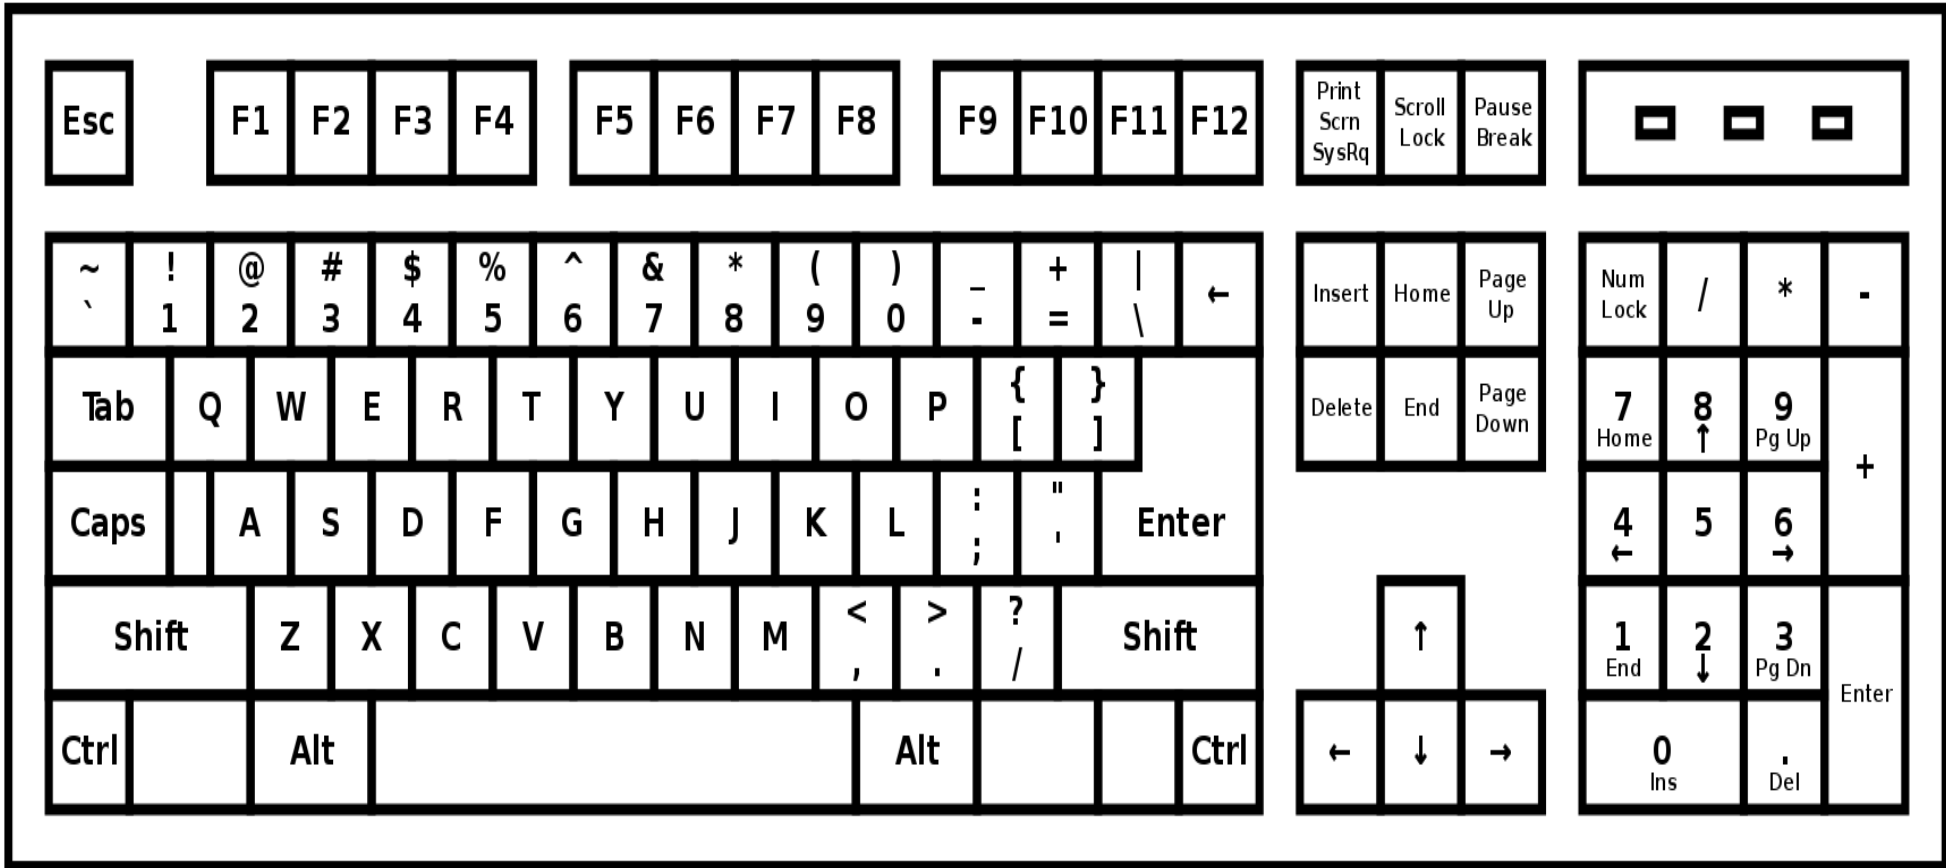 Esc F1 F2 F3 F4 F5 F6 F7 F8 F9 F10 F11 F12 Print Scrn SysRq Scroll Lock Pause Break
~ ! @ # $ % ^ & * ( ) _ + |
` 1 2 3 4 5 6 7 8 9 0 - = \ ← Insert Home Page Up Num Lock / * -
Tab Q W E R T Y U I O P { [ } ] Delete End Page Down 7 Home 8 ↑ 9 Pg Up +
Caps A S D F G H J K L : ; " ' Enter 4 ← 5 6 →
Shift Z X C V B N M < , > . ? / Shift ↑ 1 End 2 ↓ 3 Pg Dn Enter
Ctrl Alt Alt Ctrl ← ↓ → 0 Ins . Del